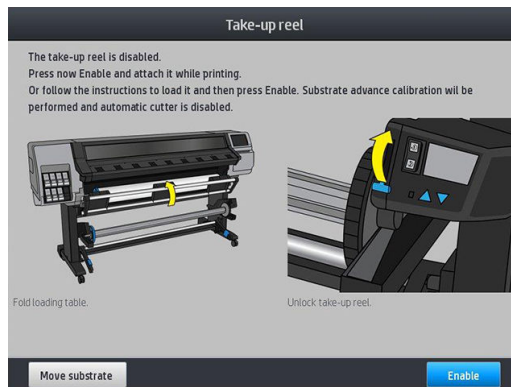 Take-up reel
The take-up reel is disabled.
Press now Enable and attach it while printing.
Or follow the instructions to load it and then press Enable. Substrate advance calibration wil be
performed and automatic cutter is disabled.
Fold loading table.
Unlock take-up reel.
Move substrate
Enable